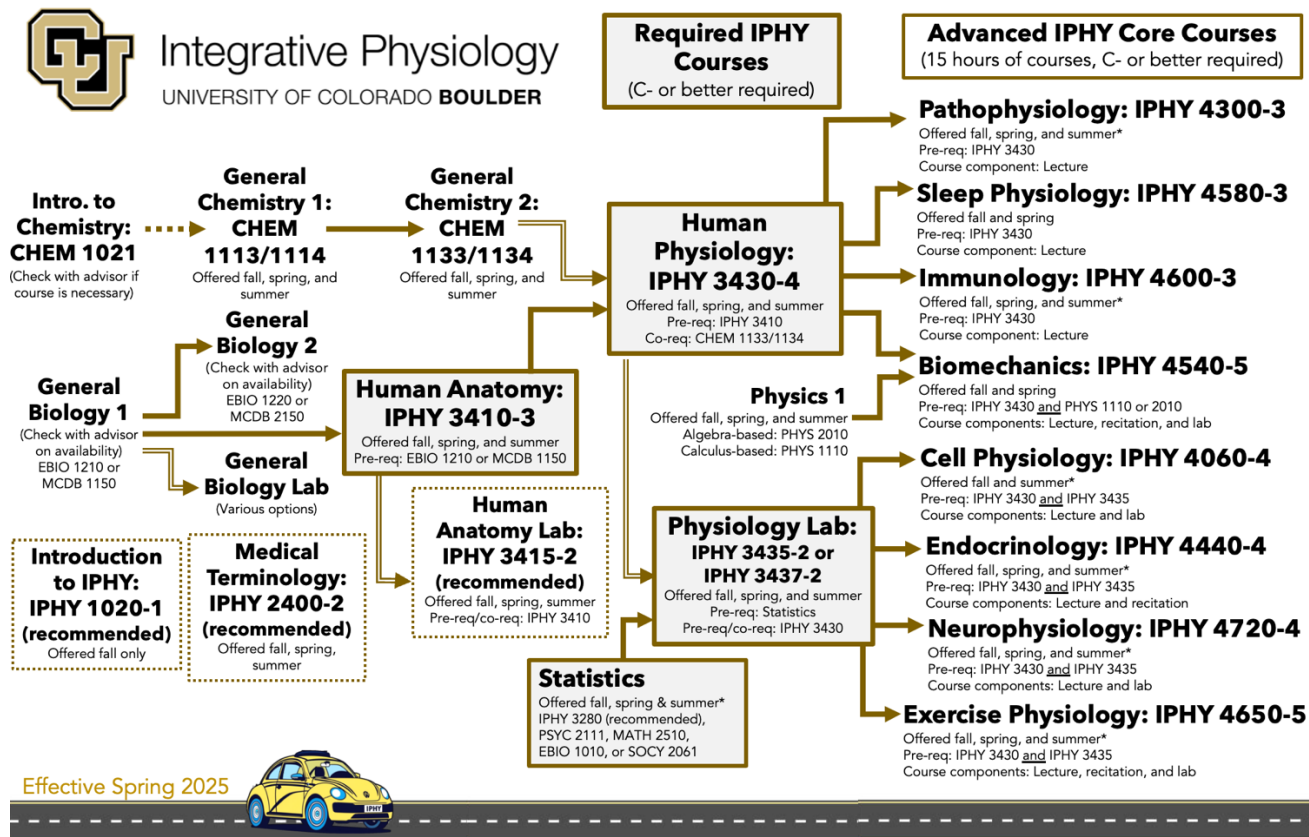 CU
Integrative Physiology
UNIVERSITY OF COLORADO BOULDER
Required IPHY
Courses
(C- or better required)
Advanced IPHY Core Courses
(15 hours of courses, C- or better required)
Intro. to
Chemistry:
CHEM 1021
(Check with advisor if
course is necessary)
General
Chemistry 1:
CHEM
1113/1114
Offered fall, spring, and
summer
General
Chemistry 2:
CHEM
1133/1134
Offered fall, spring, and
summer
General
Biology 1
(Check with advisor
on availability)
EBIO 1210 or
MCDB 1150
General
Biology 2
(Check with advisor
on availability)
EBIO 1220 or
MCDB 2150
General
Biology Lab
(Various options)
Human Anatomy:
IPHY 3410-3
Offered fall, spring, and summer
Pre-req: EBIO 1210 or MCDB 1150
Human
Physiology:
IPHY 3430-4
Offered fall, spring, and summer
Pre-req: IPHY 3410
Co-req: CHEM 1133/1134
Physics 1
Offered fall, spring, and summer
Algebra-based: PHYS 2010
Calculus-based: PHYS 1110
Introduction
to IPHY:
IPHY 1020-1
(recommended)
Offered fall only
Medical
Terminology:
IPHY 2400-2
(recommended)
Offered fall, spring,
summer
Human
Anatomy Lab:
IPHY 3415-2
(recommended)
Offered fall, spring, summer
Pre-req/co-req: IPHY 3410
Physiology Lab:
IPHY 3435-2 or
IPHY 3437-2
Offered fall, spring, and summer
Pre-req: Statistics
Pre-req/co-req: IPHY 3430
Statistics
Offered fall, spring & summer*
IPHY 3280 (recommended),
PSYC 2111, MATH 2510,
EBIO 1010, or SOCY 2061
Pathophysiology: IPHY 4300-3
Offered fall, spring, and summer*
Pre-req: IPHY 3430
Course component: Lecture
Sleep Physiology: IPHY 4580-3
Offered fall and spring
Pre-req: IPHY 3430
Course component: Lecture
Immunology: IPHY 4600-3
Offered fall, spring, and summer*
Pre-req: IPHY 3430
Course component: Lecture
Biomechanics: IPHY 4540-5
Offered fall and spring
Pre-req: IPHY 3430 and PHYS 1110 or 2010
Course components: Lecture, recitation, and lab
Cell Physiology: IPHY 4060-4
Offered fall and summer*
Pre-req: IPHY 3430 and IPHY 3435
Course components: Lecture and lab
Endocrinology: IPHY 4440-4
Offered fall, spring, and summer*
Pre-req: IPHY 3430 and IPHY 3435
Course components: Lecture and recitation
Neurophysiology: IPHY 4720-4
Offered fall, spring, and summer*
Pre-req: IPHY 3430 and IPHY 3435
Course components: Lecture and lab
Exercise Physiology: IPHY 4650-5
Offered fall, spring, and summer*
Pre-req: IPHY 3430 and IPHY 3435
Course components: Lecture, recitation, and lab
Effective Spring 2025
IPHY